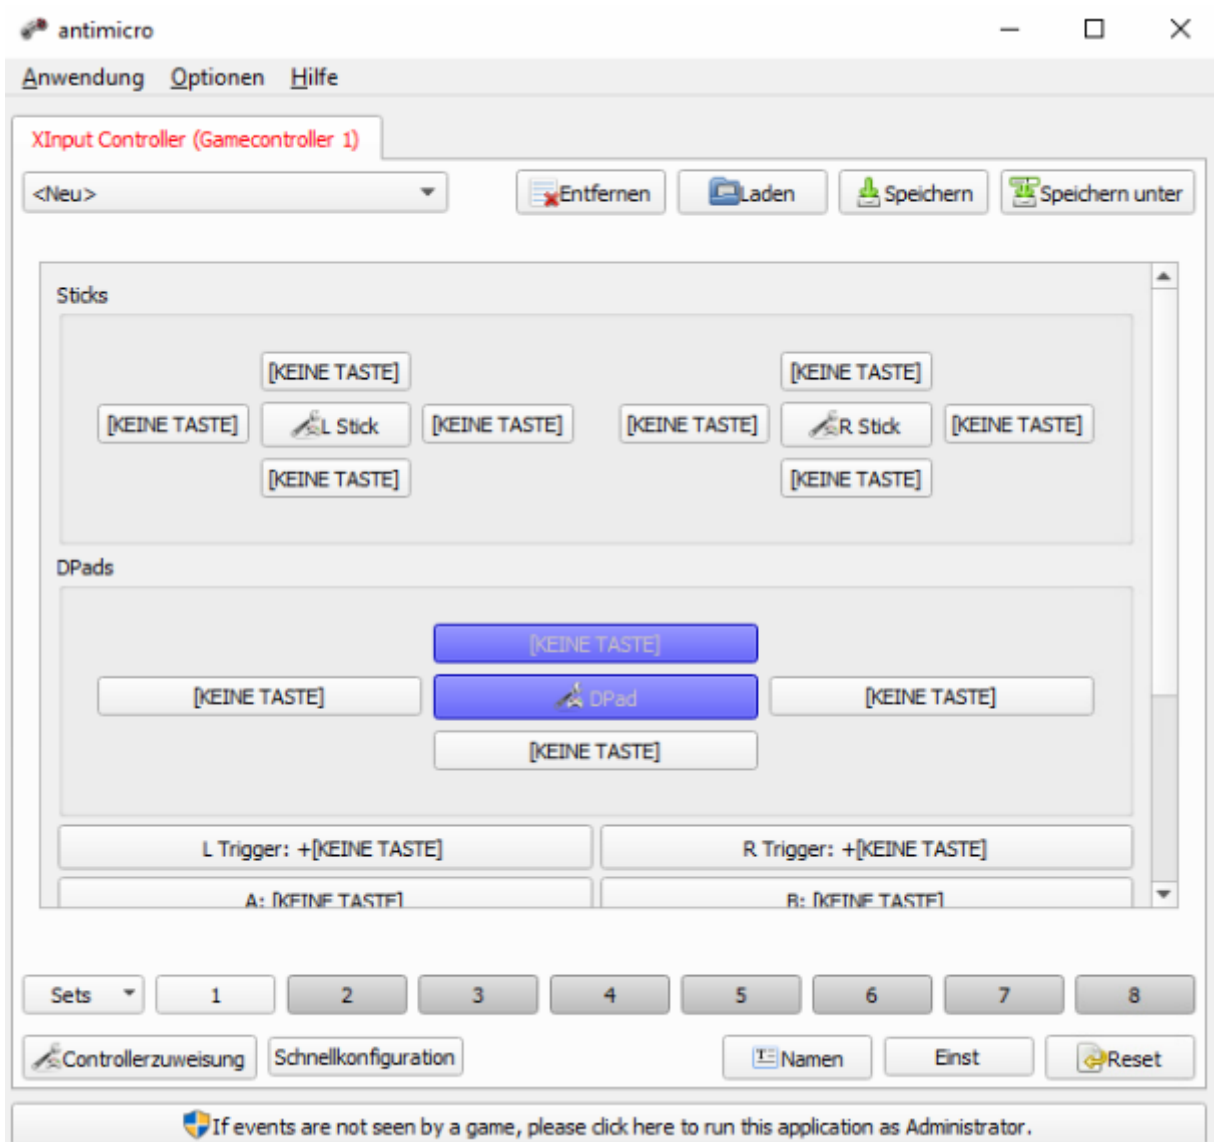 antimicro
Anwendung Optionen Hilfe
XInput Controller (Gamecontroller 1)
<Neu> Entfernen Laden Speichern Speichern unter
Sticks
[KEINE TASTE] [KEINE TASTE]
[KEINE TASTE] L Stick [KEINE TASTE] [KEINE TASTE] R Stick [KEINE TASTE]
[KEINE TASTE] [KEINE TASTE]
DPads
[KEINE TASTE]
[KEINE TASTE] DPad [KEINE TASTE]
[KEINE TASTE]
L Trigger: +[KEINE TASTE] R Trigger: +[KEINE TASTE]
A: [KEINE TASTE] B: [KEINE TASTE]
Sets 1 2 3 4 5 6 7 8
Controllerzuweisung Schnellkonfiguration Namen Einst Reset
If events are not seen by a game, please click here to run this application as Administrator.